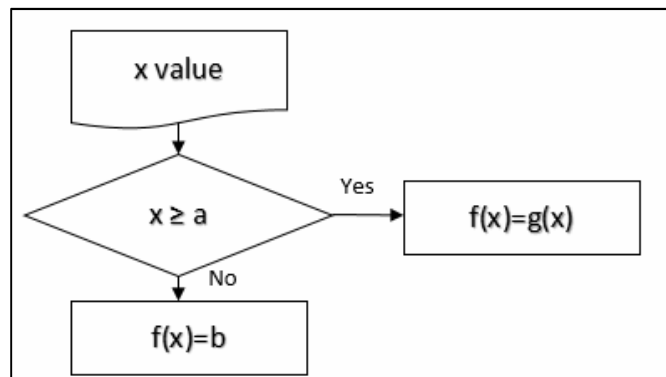 x value
x ≥ a
Yes
f(x)=g(x)
No
f(x)=b